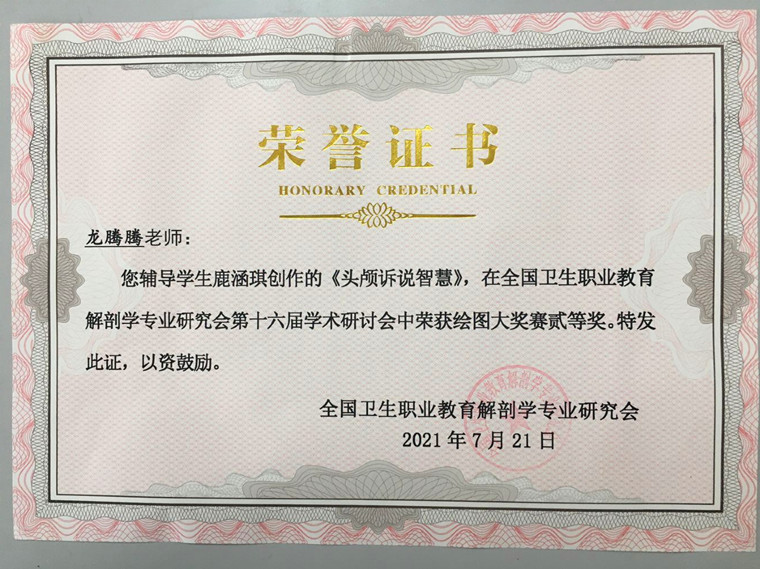 荣誉证书
HONORARY CREDENTIAL
龙腾腾老师：
您辅导学生鹿涵琪创作的《头颅诉说智慧》，在全国卫生职业教育
解剖学专业研究会第十六届学术研讨会中荣获绘图大奖赛贰等奖。特发
此证，以资鼓励。
全国卫生职业教育解剖学专业研究会
2021年7月21日